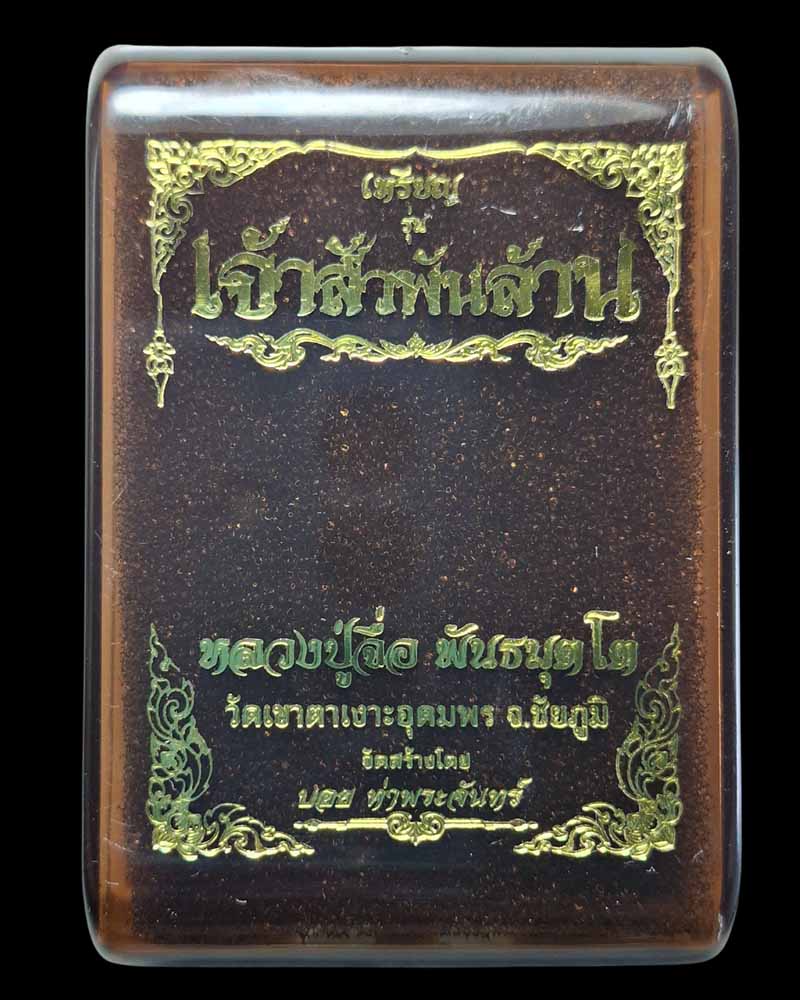 เหรียญ
รุ่น
เจ้าสัวพันล้าน
หลวงปู่จื่อ พันธมุตโต
วัดเขาตาเงาะอุดมพร จ.ชัยภูมิ
จัดสร้างโดย
บอย ท่าพระจันทร์